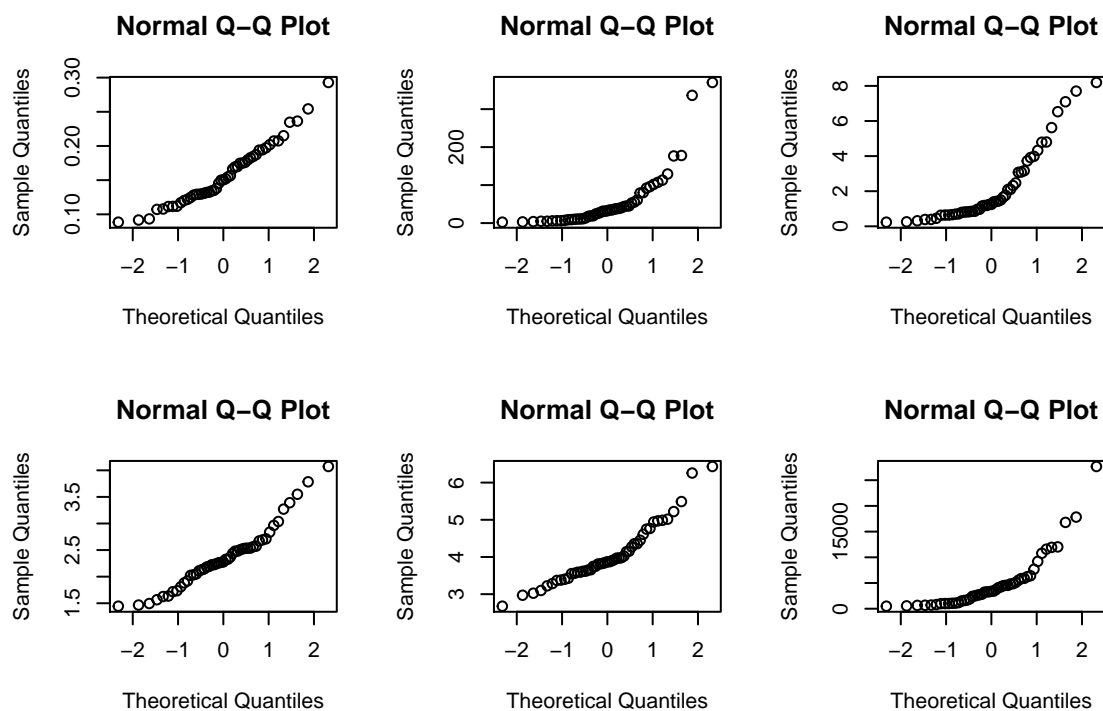 Normal Q−Q Plot Normal Q−Q Plot Normal Q−Q Plot
Sample Quantiles
0.10 0.20 0.30
−2 −1 0 1 2
Theoretical Quantiles
Sample Quantiles
0 200
−2 −1 0 1 2
Theoretical Quantiles
Sample Quantiles
0 2 4 6 8
−2 −1 0 1 2
Theoretical Quantiles
Normal Q−Q Plot Normal Q−Q Plot Normal Q−Q Plot
Sample Quantiles
1.5 2.5 3.5
−2 −1 0 1 2
Theoretical Quantiles
Sample Quantiles
3 4 5 6
−2 −1 0 1 2
Theoretical Quantiles
Sample Quantiles
0 15000
−2 −1 0 1 2
Theoretical Quantiles